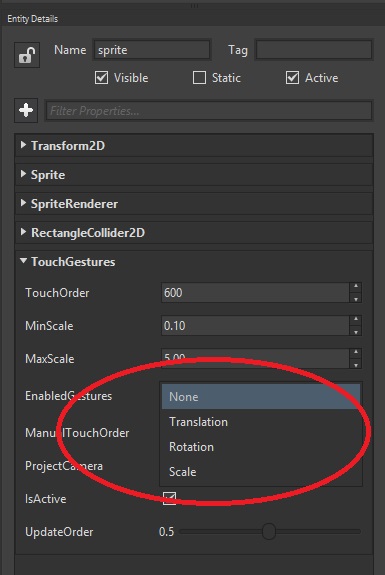 Entity Details
Name sprite Tag
Visible Static Active
Filter Properties...
Transform2D
Sprite
SpriteRenderer
RectangleCollider2D
TouchGestures
TouchOrder 600
MinScale 0.10
MaxScale 5.00
EnabledGestures None
Translation
ManualTouchOrder
Rotation
ProjectCamera
Scale
IsActive
UpdateOrder 0.5